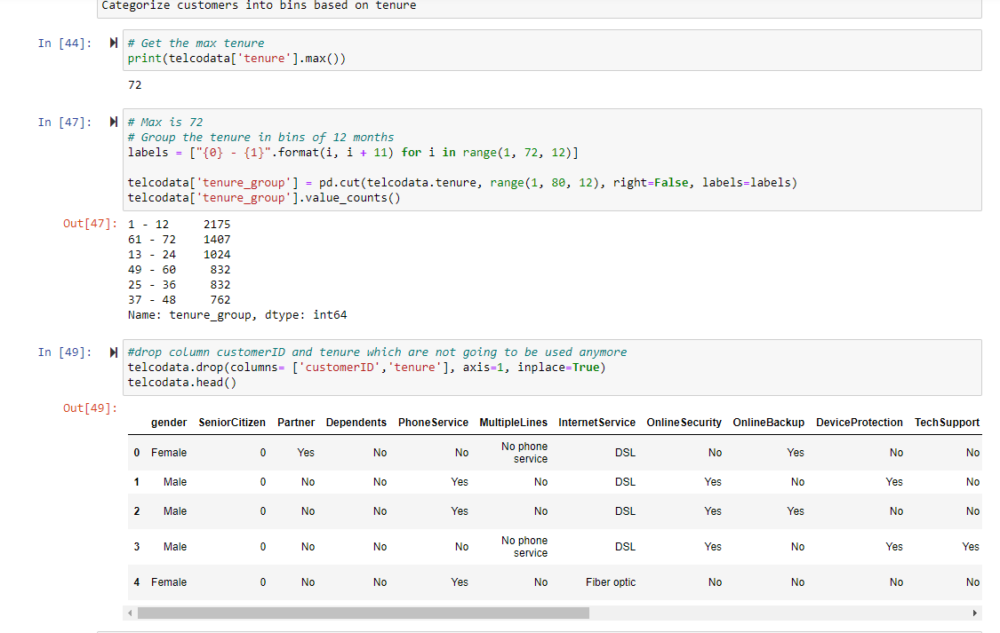 Categorize customers into bins based on tenure
In [44]:
# Get the max tenure
print(telcodata['tenure'].max())
72
In [47]:
# Max is 72
# Group the tenure in bins of 12 months
labels = ["{0} - {1}".format(i, i + 11) for i in range(1, 72, 12)]
telcodata['tenure_group'] = pd.cut(telcodata.tenure, range(1, 80, 12), right=False, labels=labels)
telcodata['tenure_group'].value_counts()
Out[47]:
1 - 12 2175
61 - 72 1407
13 - 24 1024
49 - 60 832
25 - 36 832
37 - 48 762
Name: tenure_group, dtype: int64
In [49]:
#drop column customerID and tenure which are not going to be used anymore
telcodata.drop(columns= ['customerID','tenure'], axis=1, inplace=True)
telcodata.head()
Out[49]:
gender SeniorCitizen Partner Dependents PhoneService MultipleLines InternetService OnlineSecurity OnlineBackup DeviceProtection TechSupport
0 Female 0 Yes No No No phone service DSL No Yes No No
1 Male 0 No No Yes No DSL Yes No Yes No
2 Male 0 No No Yes No DSL Yes Yes No No
3 Male 0 No No No No phone service DSL Yes No Yes Yes
4 Female 0 No No Yes No Fiber optic No No No No